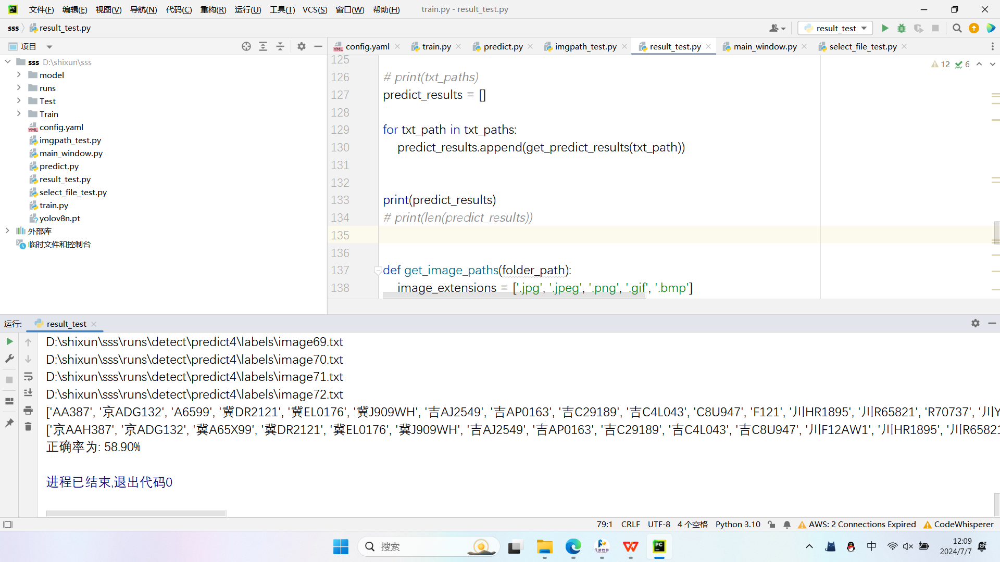 文件(F) 编辑(E) 视图(V) 导航(N) 代码(C) 重构(R) 运行(U) 工具(T) VCS(S) 窗口(W) 帮助(H) train.py - result_test.py
sss result_test.py
result_test
项目
config.yaml train.py predict.py imgpath_test.py result_test.py main_window.py select_file_test.py
sss D:\shixun\sss
model
runs
Test
Train
config.yaml
imgpath_test.py
main_window.py
predict.py
result_test.py
select_file_test.py
train.py
yolov8n.pt
外部库
临时文件和控制台
12 6
125
126 # print(txt_paths)
127 predict_results = []
128
129 for txt_path in txt_paths:
130 predict_results.append(get_predict_results(txt_path))
131
132
133 print(predict_results)
134 # print(len(predict_results))
135
136
137 def get_image_paths(folder_path):
138 image_extensions = ['.jpg', '.jpeg', '.png', '.gif', '.bmp']
运行: result_test
D:\shixun\sss\runs\detect\predict4\labels\image69.txt
D:\shixun\sss\runs\detect\predict4\labels\image70.txt
D:\shixun\sss\runs\detect\predict4\labels\image71.txt
D:\shixun\sss\runs\detect\predict4\labels\image72.txt
['AA387', '京ADG132', 'A6599', '冀DR2121', '冀EL0176', '冀J909WH', '吉AJ2549', '吉AP0163', '吉C29189', '吉C4L043', 'C8U947', 'F121', '川HR1895', '川R65821', 'R70737', '川Y
['京AAH387', '京ADG132', '冀A65X99', '冀DR2121', '冀EL0176', '冀J909WH', '吉AJ2549', '吉AP0163', '吉C29189', '吉C4L043', '吉C8U947', '川F12AW1', '川HR1895', '川R65821
正确率为: 58.90%
进程已结束,退出代码0
79:1 CRLF UTF-8 4 个空格 Python 3.10 AWS: 2 Connections Expired CodeWhisperer
搜索
中
12:09
2024/7/7